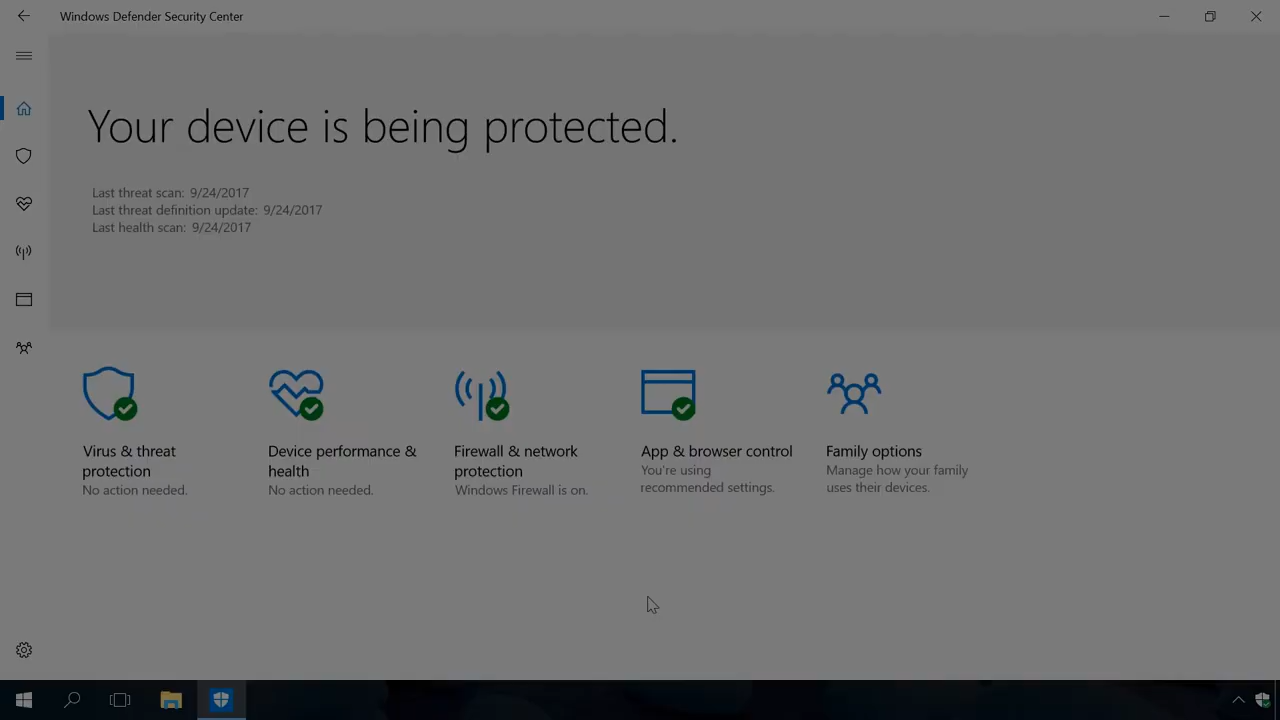 Windows Defender Security Center
Your device is being protected.
Last threat scan: 9/24/2017
Last threat definition update: 9/24/2017
Last health scan: 9/24/2017
Virus & threat
protection
No action needed.
Device performance &
health
No action needed.
Firewall & network
protection
Windows Firewall is on.
App & browser control
You're using
recommended settings.
Family options
Manage how your family
uses their devices.